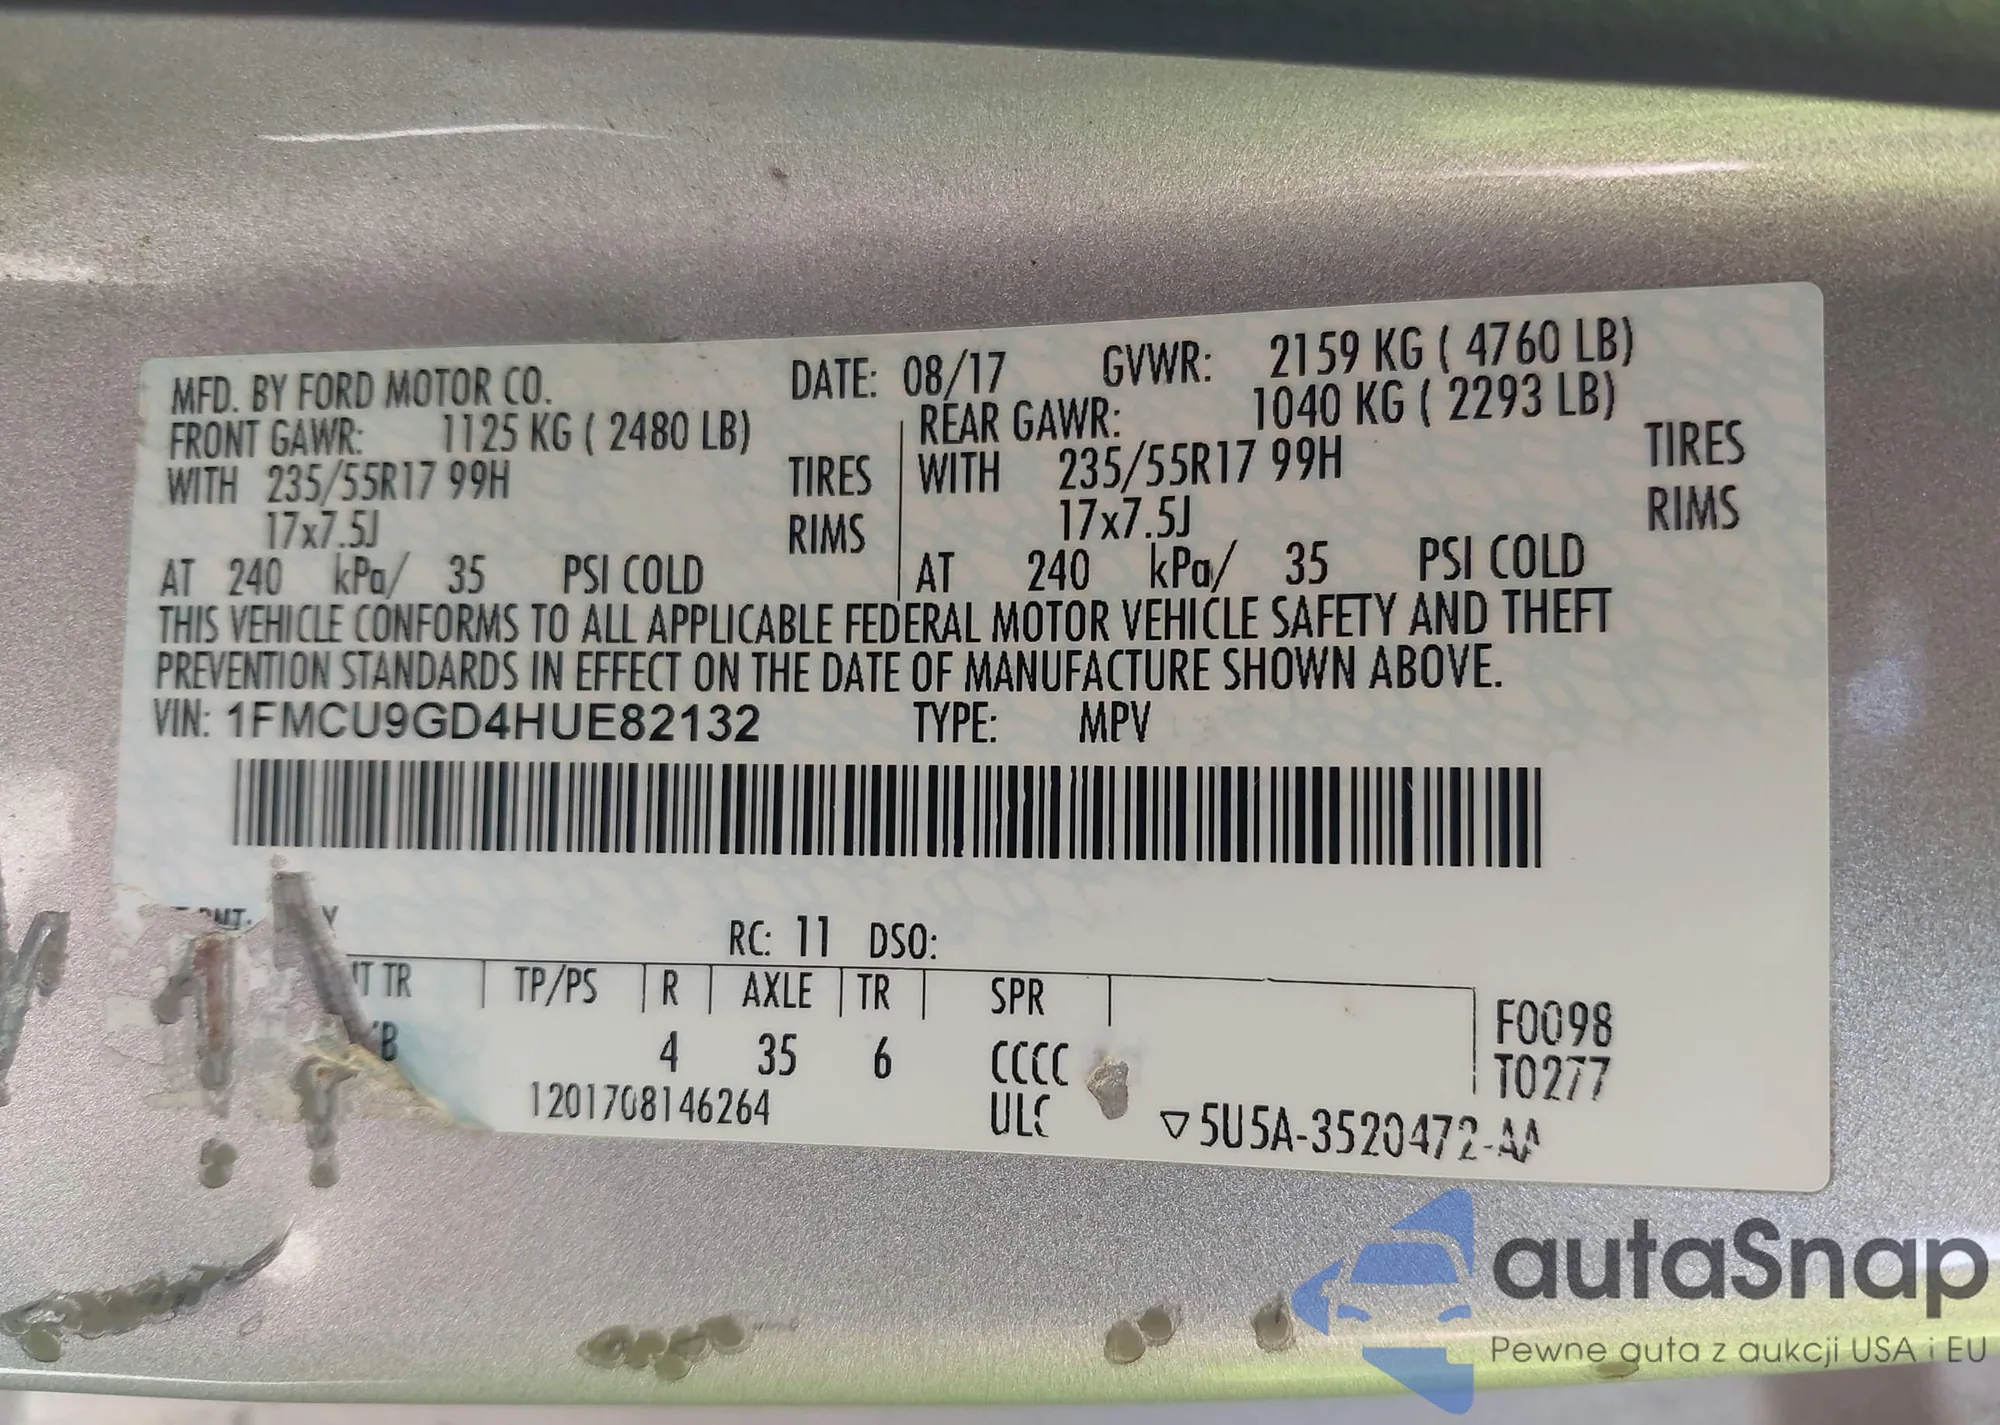 MFD. BY FORD MOTOR CO. DATE: 08/17 GVWR: 2159 KG ( 4760 LB)
FRONT GAWR: 1125 KG ( 2480 LB) REAR GAWR: 1040 KG ( 2293 LB)
WITH 235/55R17 99H TIRES WITH 235/55R17 99H TIRES
17x7.5J RIMS 17x7.5J RIMS
AT 240 kPa/ 35 PSI COLD AT 240 kPa/ 35 PSI COLD
THIS VEHICLE CONFORMS TO ALL APPLICABLE FEDERAL MOTOR VEHICLE SAFETY AND THEFT
PREVENTION STANDARDS IN EFFECT ON THE DATE OF MANUFACTURE SHOWN ABOVE.
VIN: 1FMCU9GD4HUE82132 TYPE: MPV
RC: 11 DSO:
TR TP/PS R AXLE TR SPR
B 4 35 6 CCCC
F0098
T0277
1201708146264 ULC ▽5U5A-3520472-AA
autaSnap
Pewne auta z aukcji USA i EU